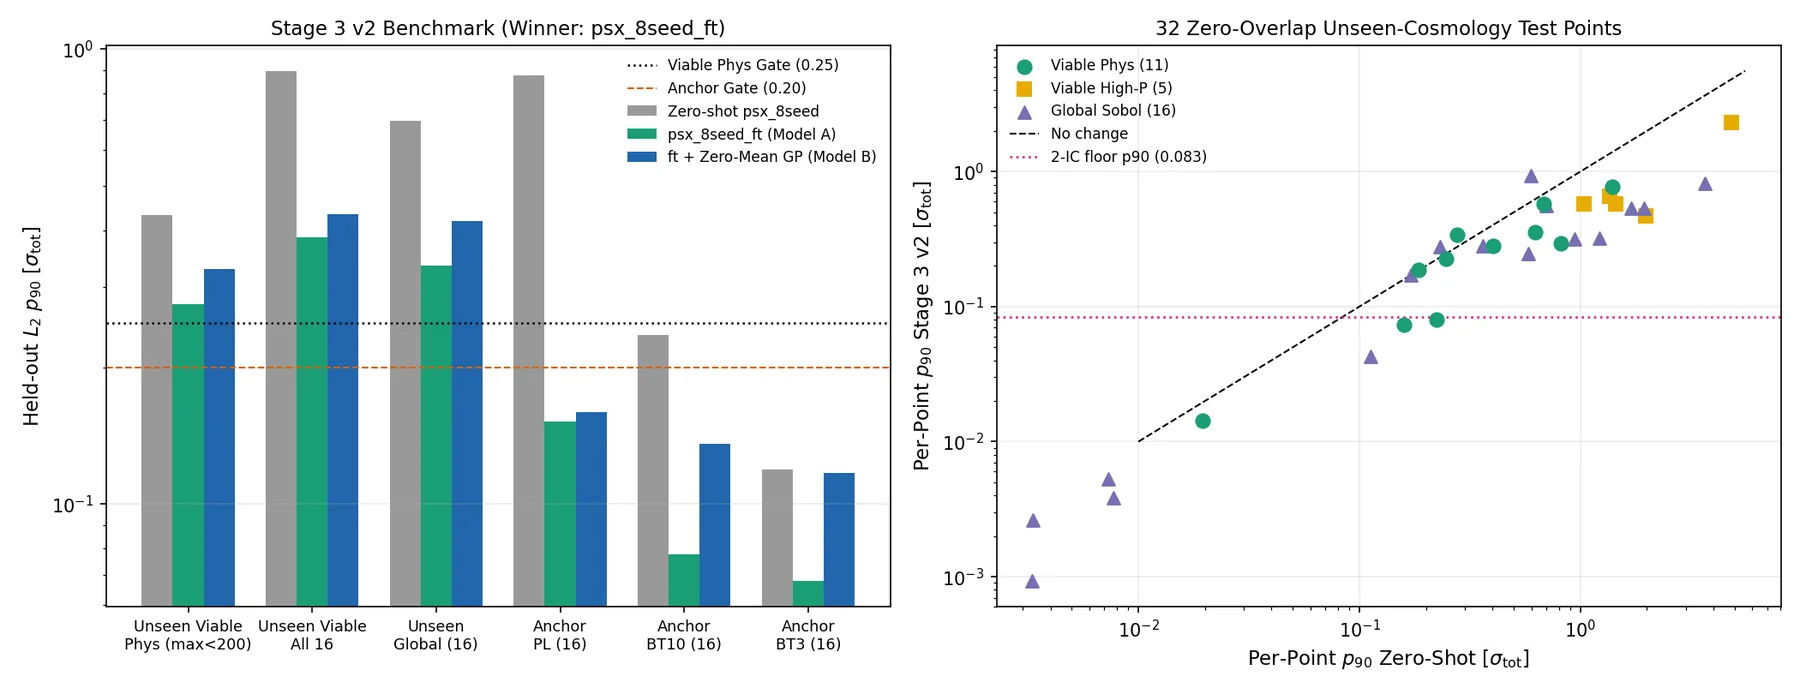 Stage 3 v2 Benchmark (Winner: psx_8seed_ft)
Held-out L₂ p₉₀ [σₜₒₜ]
10⁰
10⁻¹
Viable Phys Gate (0.25)
Anchor Gate (0.20)
Zero-shot psx_8seed
psx_8seed_ft (Model A)
ft + Zero-Mean GP (Model B)
Unseen Viable
Phys (max<200)
Unseen Viable
All 16
Unseen
Global (16)
Anchor
PL (16)
Anchor
BT10 (16)
Anchor
BT3 (16)
32 Zero-Overlap Unseen-Cosmology Test Points
Per-Point p₉₀ Stage 3 v2 [σₜₒₜ]
10⁰
10⁻¹
10⁻²
10⁻³
Viable Phys (11)
Viable High-P (5)
Global Sobol (16)
No change
2-IC floor p90 (0.083)
10⁻²
10⁻¹
10⁰
Per-Point p₉₀ Zero-Shot [σₜₒₜ]